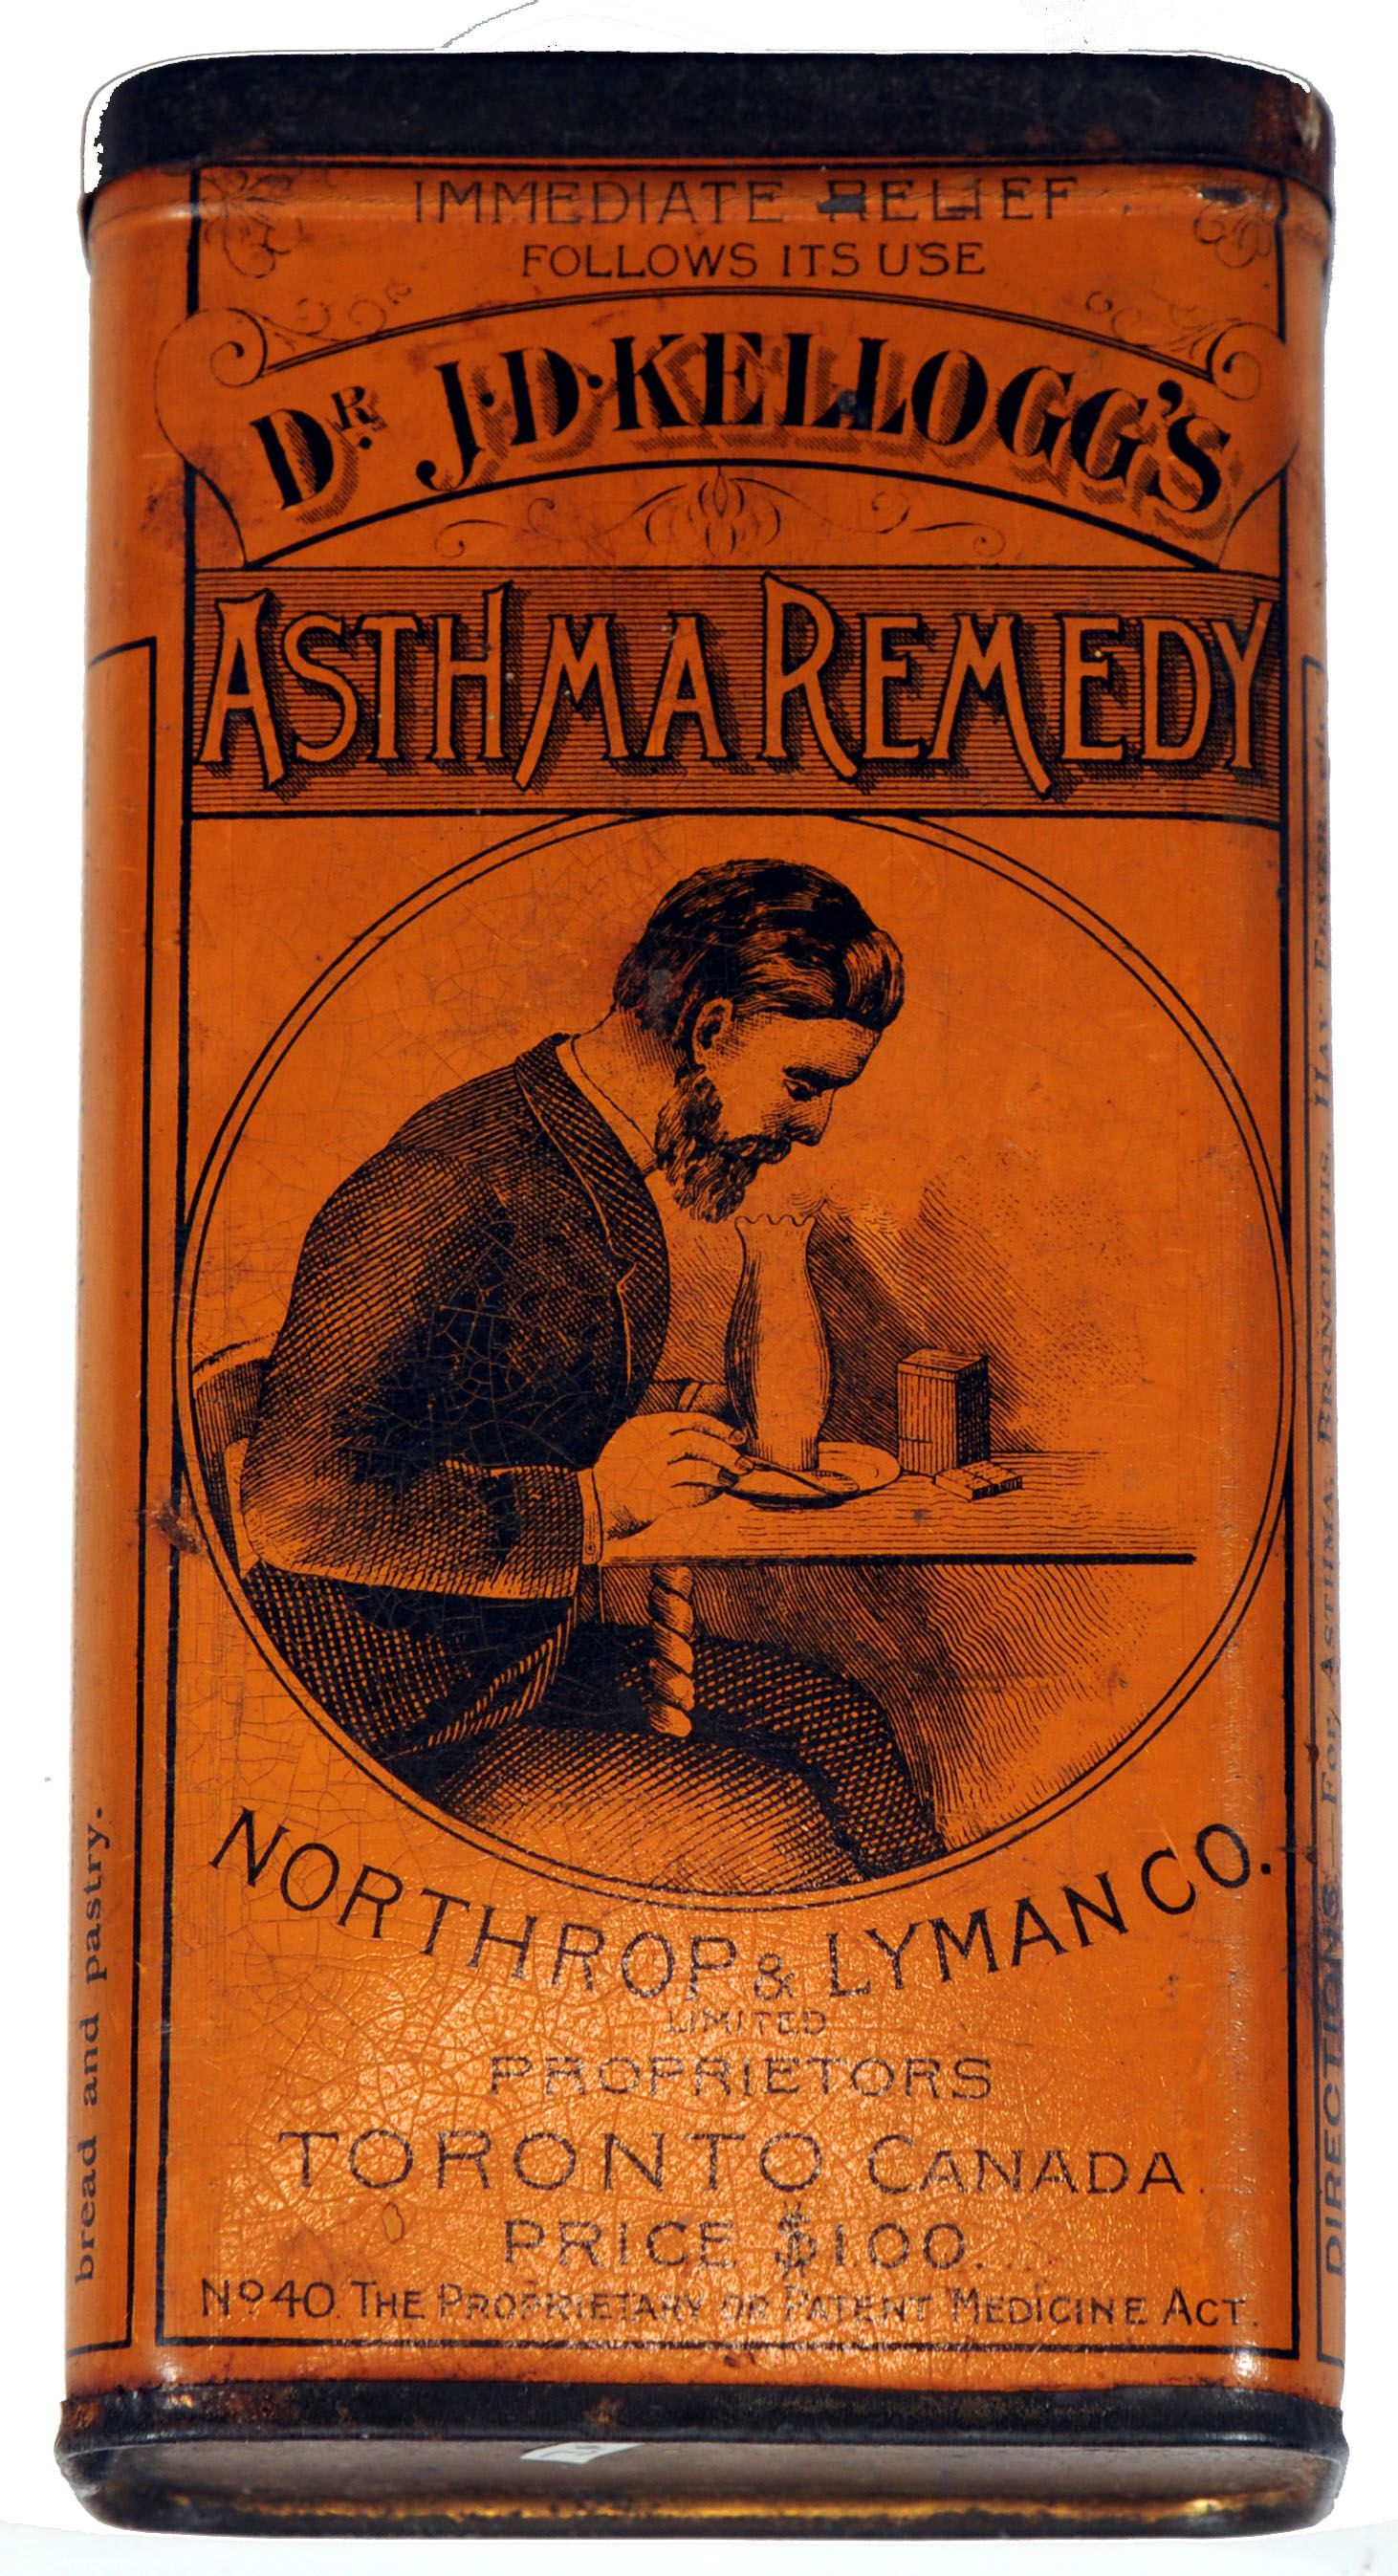 IMMEDIATE RELIEF
FOLLOWS ITS USE
DR. J.D. KELLOGG'S
ASTHMA REMEDY
NORTHROP & LYMAN CO.
LIMITED
PROPRIETORS
TORONTO CANADA.
PRICE $1.00.
No 40. THE PROPRIETARY OR PATENT MEDICINE ACT.
bread and pastry.
DIRECTIONS—For ASTHMA, BRONCHITIS, HAY FEVER